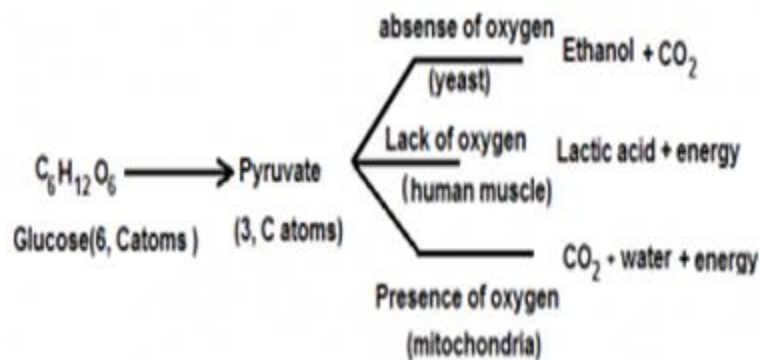 absense of oxygen
Ethanol + CO₂
(yeast)
C₆H₁₂O₆
Pyruvate
Lack of oxygen
Lactic acid + energy
Glucose(6, Catoms )
(3, C atoms)
(human muscle)
CO₂ + water + energy
Presence of oxygen
(mitochondria)